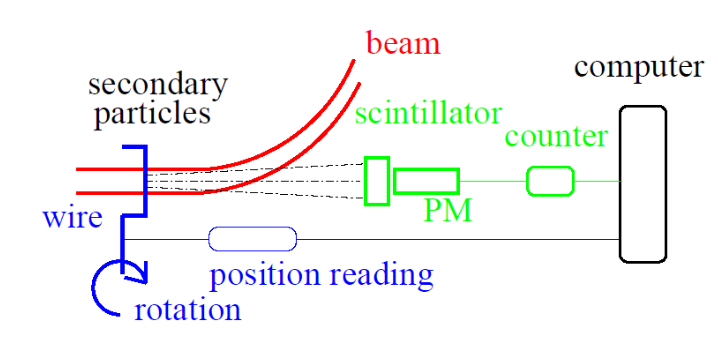 beam
computer
secondary
particles
scintillator
counter
PM
wire
position reading
rotation